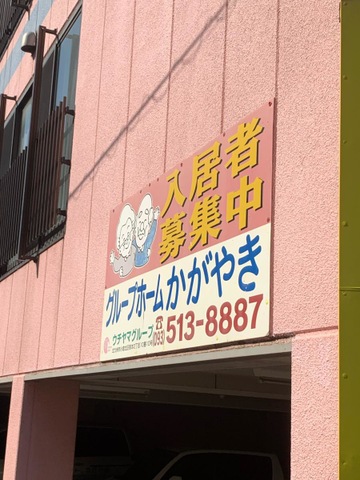 入居者
募集中
グループホームかがやき
ウチヤマグループ
☎(093)513-8887